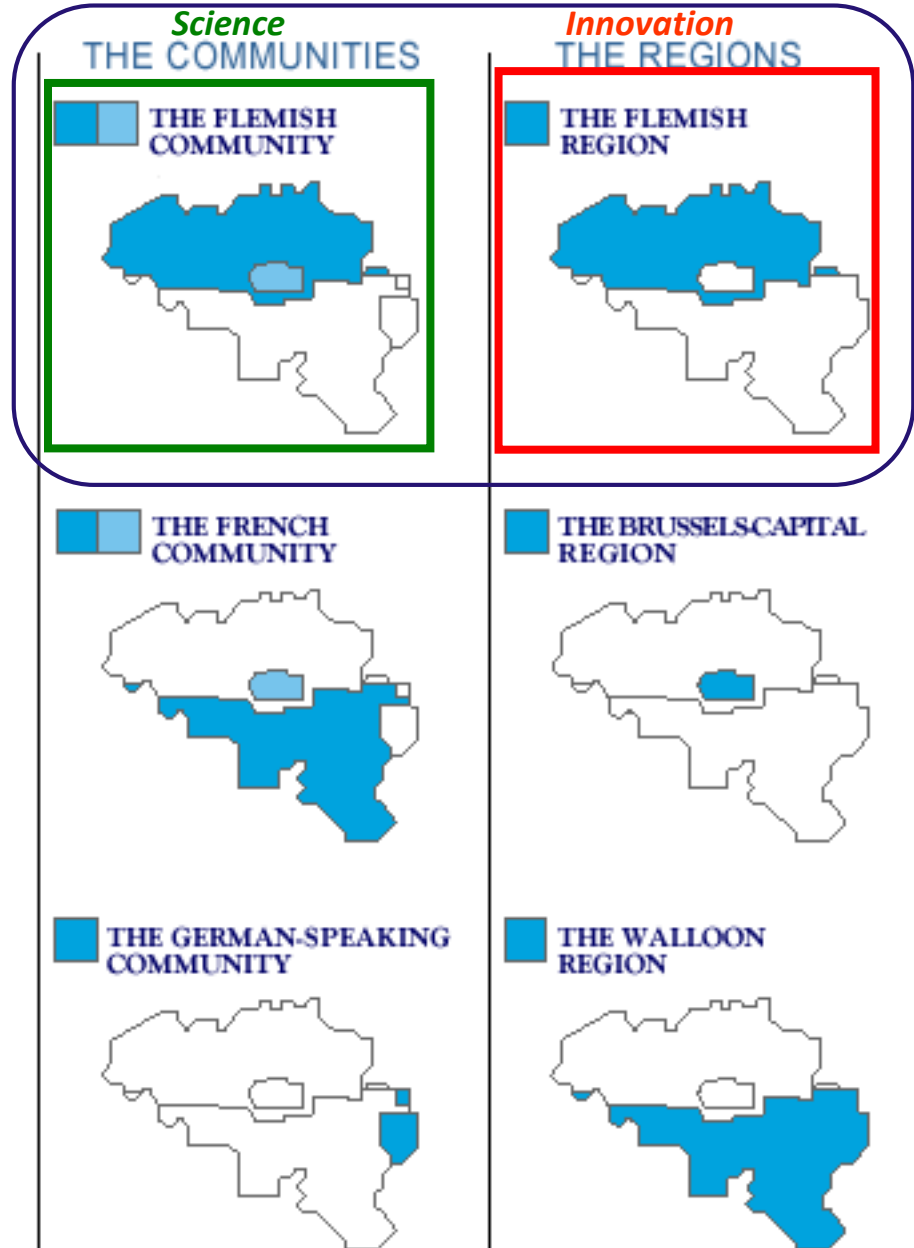 Science
THE COMMUNITIES
THE FLEMISH
COMMUNITY
THE FRENCH
COMMUNITY
THE GERMAN-SPEAKING
COMMUNITY
Innovation
THE REGIONS
THE FLEMISH
REGION
THE BRUSSELS-CAPITAL
REGION
THE WALLOON
REGION